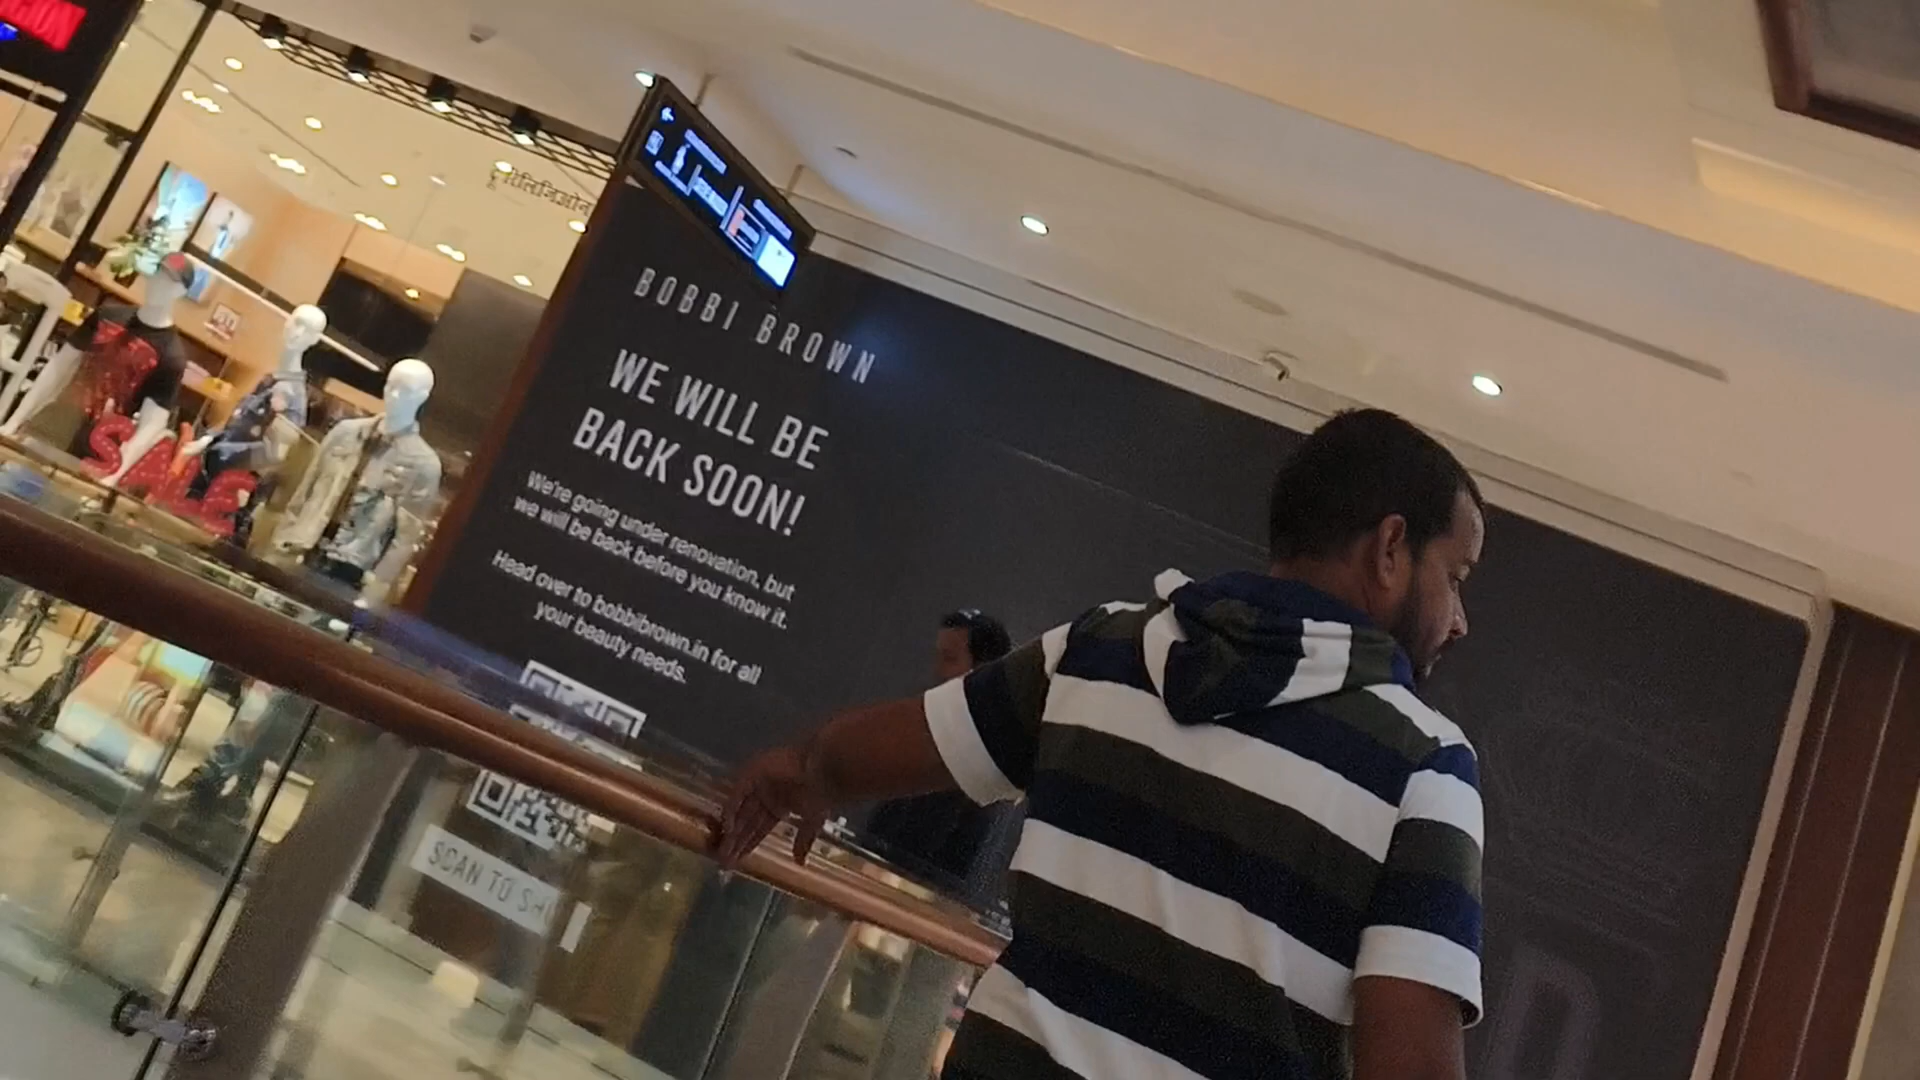 टू रिलिजिओन
BOBBI BROWN
WE WILL BE
BACK SOON!
We're going under renovation, but
we will be back before you know it.
Head over to bobbibrown.in for all
your beauty needs.
SCAN TO
SALE